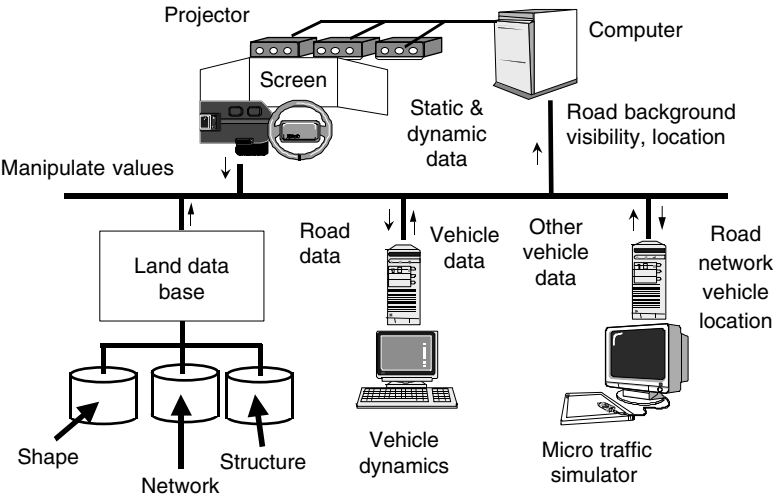 Projector
Computer
Screen
Static &
dynamic
data
Road background
visibility, location
Manipulate values
Road
data
Vehicle
data
Other
vehicle
data
Road
network
vehicle
location
Land data
base
Shape
Network
Structure
Vehicle
dynamics
Micro traffic
simulator